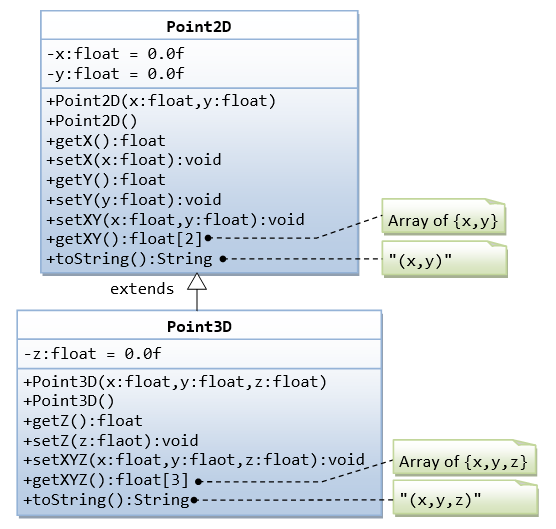 Point2D
-x:float = 0.0f
-y:float = 0.0f
+Point2D(x:float,y:float)
+Point2D()
+getX():float
+setX(x:float):void
+getY():float
+setY(y:float):void
+setXY(x:float,y:float):void
+getXY():float[2]
Array of {x,y}
+toString():String
"(x,y)"
extends
Point3D
-z:float = 0.0f
+Point3D(x:float,y:float,z:float)
+Point3D()
+getZ():float
+setZ(z:flaot):void
+setXYZ(x:float,y:flaot,z:float):void
+getXYZ():float[3]
Array of {x,y,z}
+toString():String
"(x,y,z)"